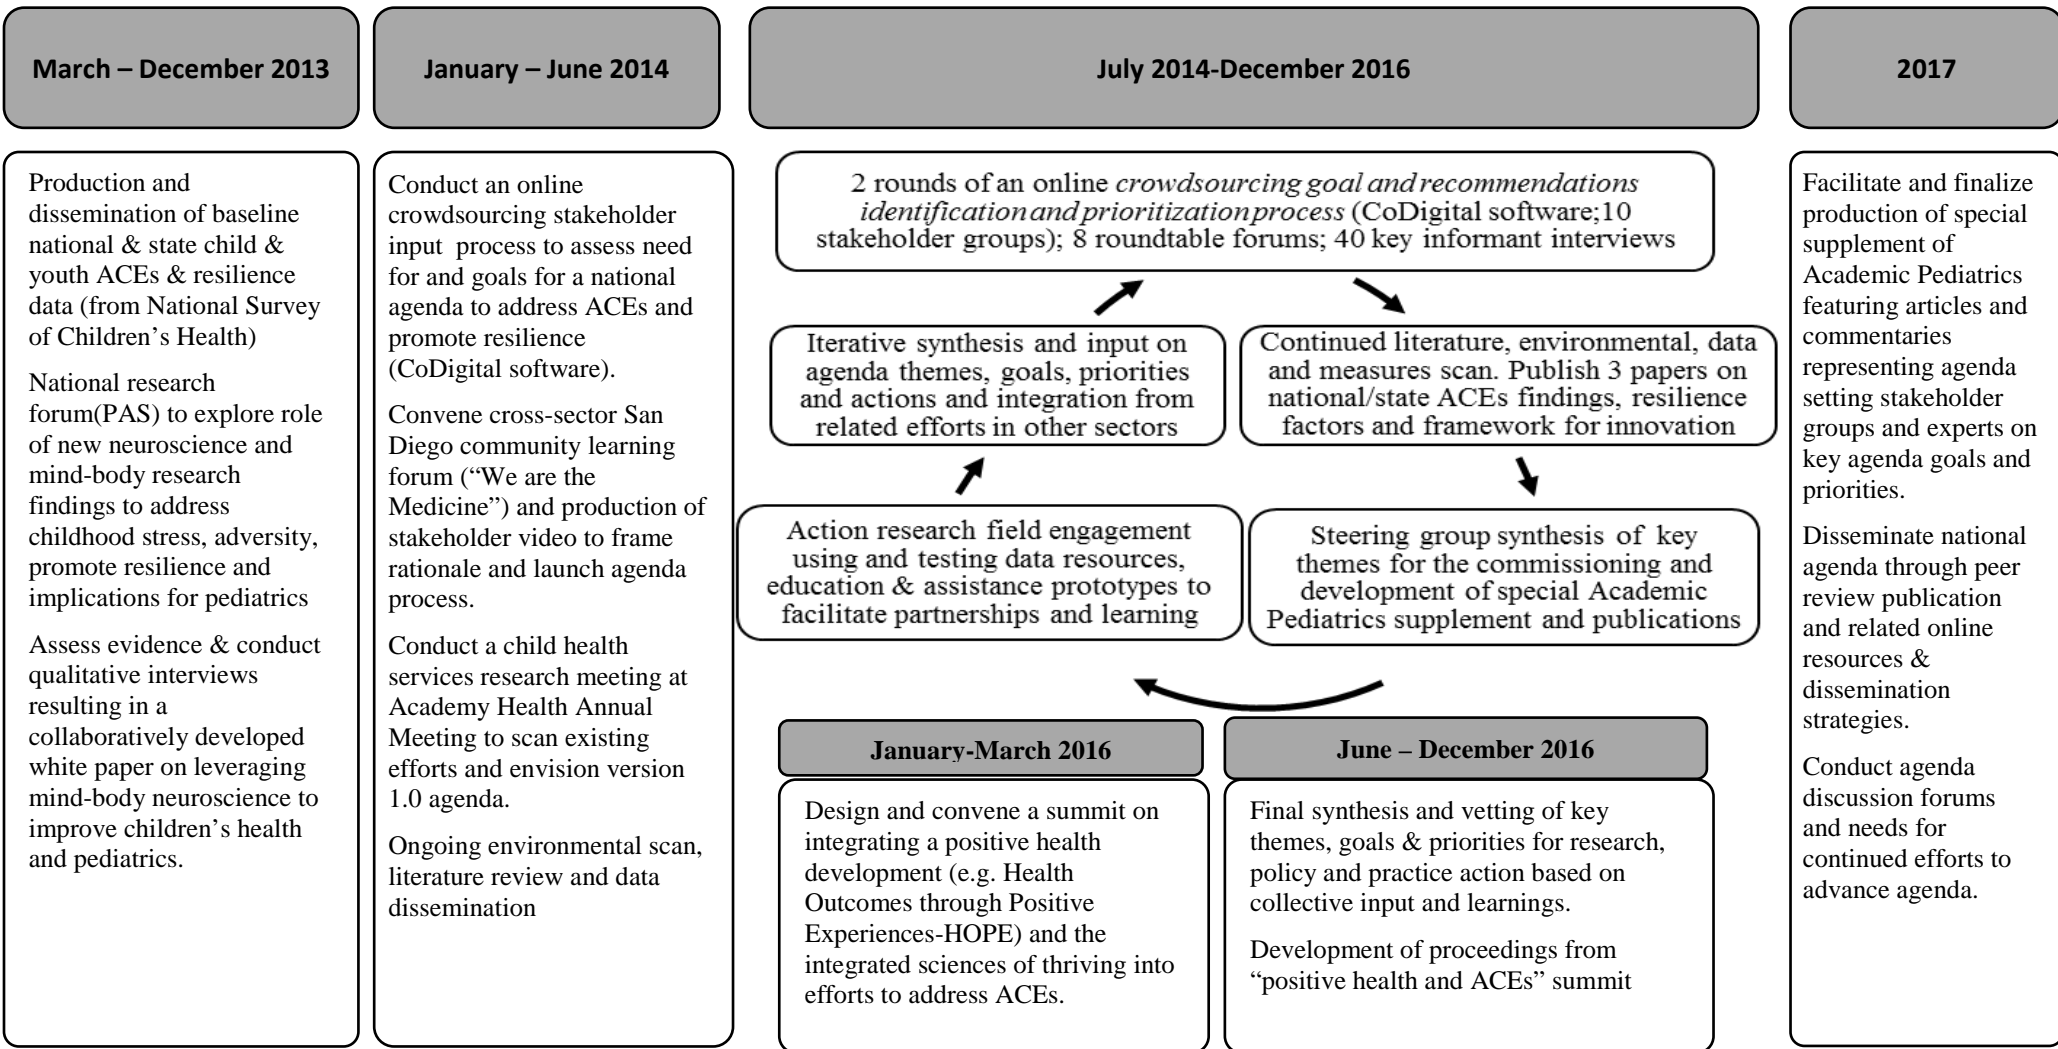 March – December 2013
Production and
dissemination of baseline
national & state child &
youth ACEs & resilience
data (from National Survey
of Children’s Health)
National research
forum(PAS) to explore role
of new neuroscience and
mind-body research
findings to address
childhood stress, adversity,
promote resilience and
implications for pediatrics
Assess evidence & conduct
qualitative interviews
resulting in a
collaboratively developed
white paper on leveraging
mind-body neuroscience to
improve children’s health
and pediatrics.
January – June 2014
Conduct an online
crowdsourcing stakeholder
input process to assess need
for and goals for a national
agenda to address ACEs and
promote resilience
(CoDigital software).
Convene cross-sector San
Diego community learning
forum (“We are the
Medicine”) and production of
stakeholder video to frame
rationale and launch agenda
process.
Conduct a child health
services research meeting at
Academy Health Annual
Meeting to scan existing
efforts and envision version
1.0 agenda.
Ongoing environmental scan,
literature review and data
dissemination
July 2014-December 2016
2 rounds of an online crowdsourcing goal and recommendations
identification and prioritization process (CoDigital software;10
stakeholder groups); 8 roundtable forums; 40 key informant interviews
Iterative synthesis and input on
agenda themes, goals, priorities
and actions and integration from
related efforts in other sectors
Continued literature, environmental, data
and measures scan. Publish 3 papers on
national/state ACEs findings, resilience
factors and framework for innovation
Action research field engagement
using and testing data resources,
education & assistance prototypes to
facilitate partnerships and learning
Steering group synthesis of key
themes for the commissioning and
development of special Academic
Pediatrics supplement and publications
January-March 2016
Design and convene a summit on
integrating a positive health
development (e.g. Health
Outcomes through Positive
Experiences-HOPE) and the
integrated sciences of thriving into
efforts to address ACEs.
June – December 2016
Final synthesis and vetting of key
themes, goals & priorities for research,
policy and practice action based on
collective input and learnings.
Development of proceedings from
“positive health and ACEs” summit
2017
Facilitate and finalize
production of special
supplement of
Academic Pediatrics
featuring articles and
commentaries
representing agenda
setting stakeholder
groups and experts on
key agenda goals and
priorities.
Disseminate national
agenda through peer
review publication
and related online
resources &
dissemination
strategies.
Conduct agenda
discussion forums
and needs for
continued efforts to
advance agenda.